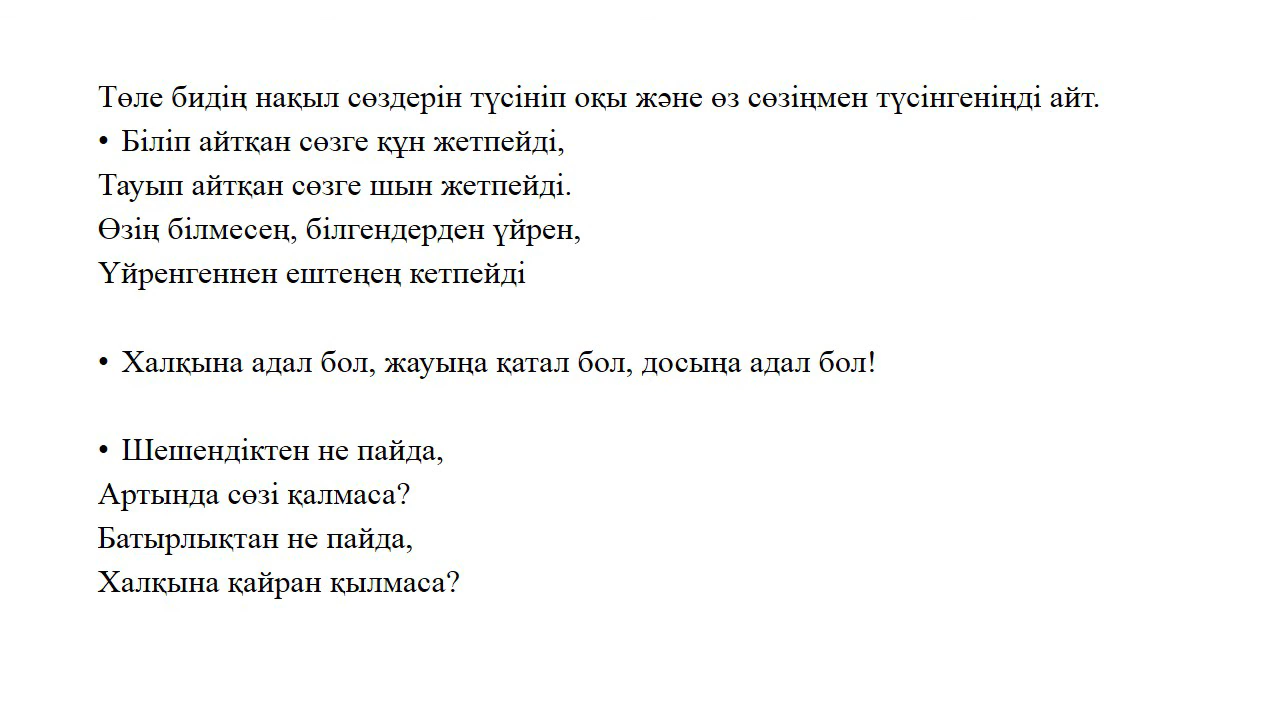 Төле бидің нақыл сөздерін түсініп оқы және өз сөзіңмен түсінгеніңді айт.
• Біліп айтқан сөзге құн жетпейді,
Тауып айтқан сөзге шын жетпейді.
Өзің білмесең, білгендерден үйрен,
Үйренгеннен ештеңең кетпейді
• Халқына адал бол, жауыңа қатал бол, досыңа адал бол!
• Шешендіктен не пайда,
Артында сөзі қалмаса?
Батырлықтан не пайда,
Халқына қайран қылмаса?